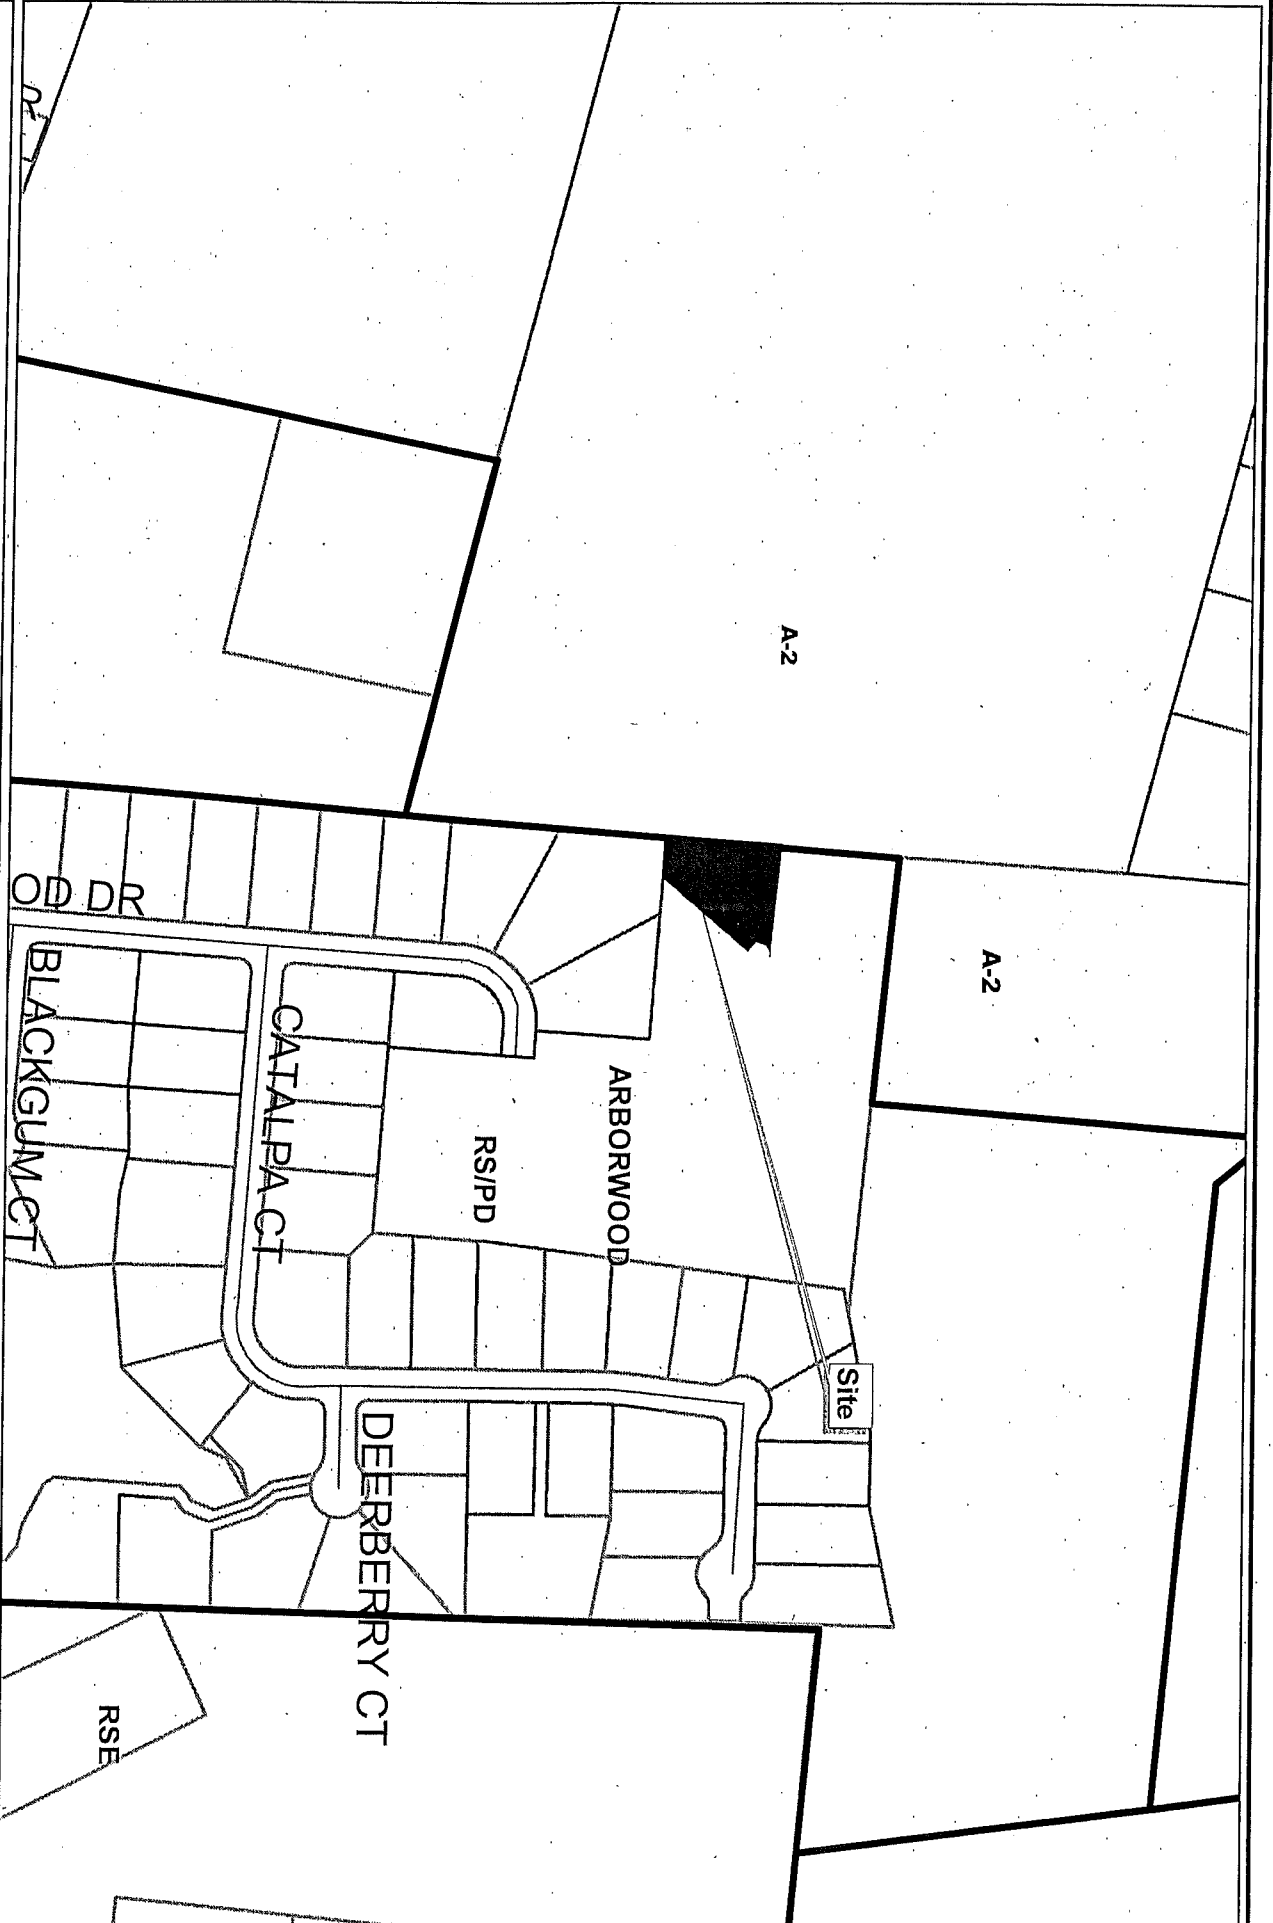 A-2
A-2
Site
ARBORWOOD
RS/PD
DEERBERRY CT
CATALPA CT
OD DR
BLACKGUM CT
RSE
R